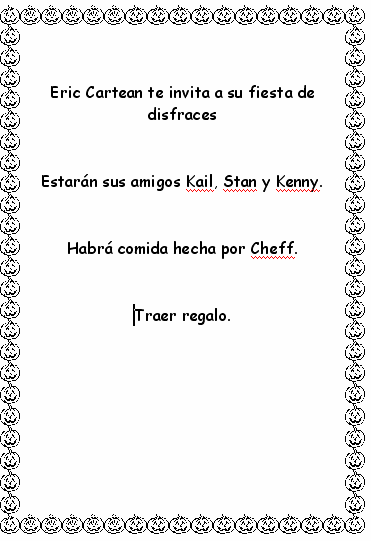 Eric Cartean te invita a su fiesta de
disfraces
Estarán sus amigos Kail, Stan y Kenny.
Habrá comida hecha por Cheff.
Traer regalo.